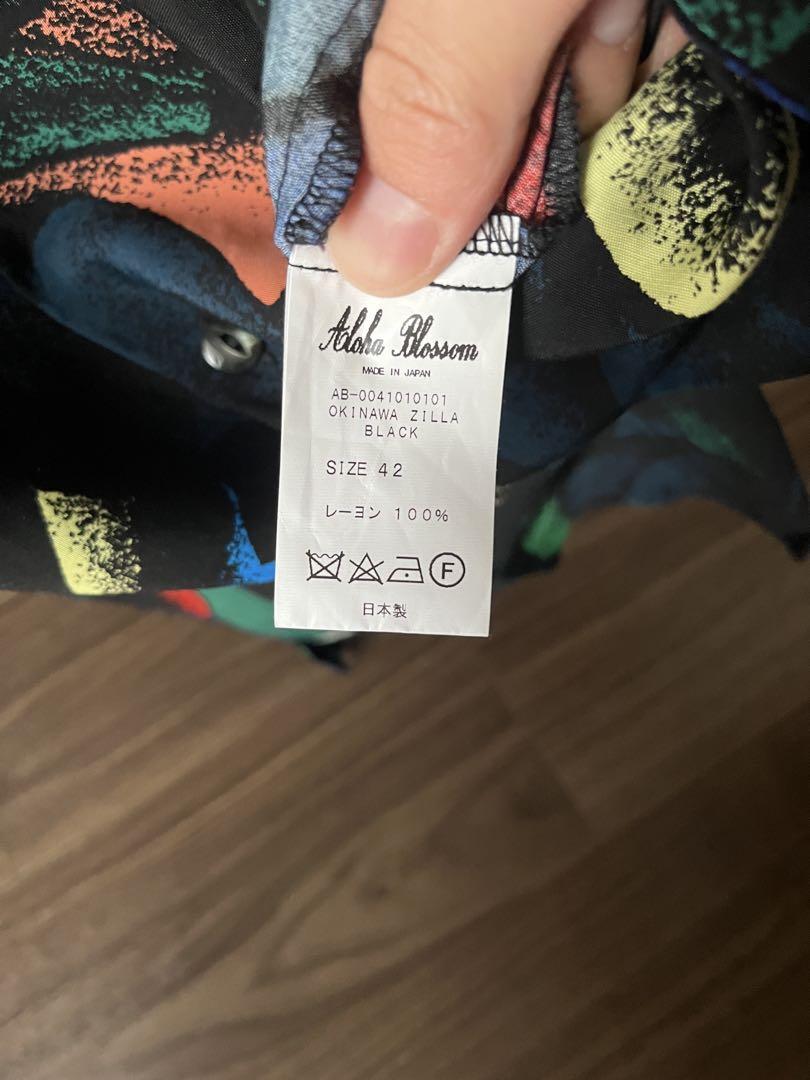 Aloha Blossom
MADE IN JAPAN
AB-0041010101
OKINAWA ZILLA
BLACK
SIZE 42
レーヨン 100%
F
日本製